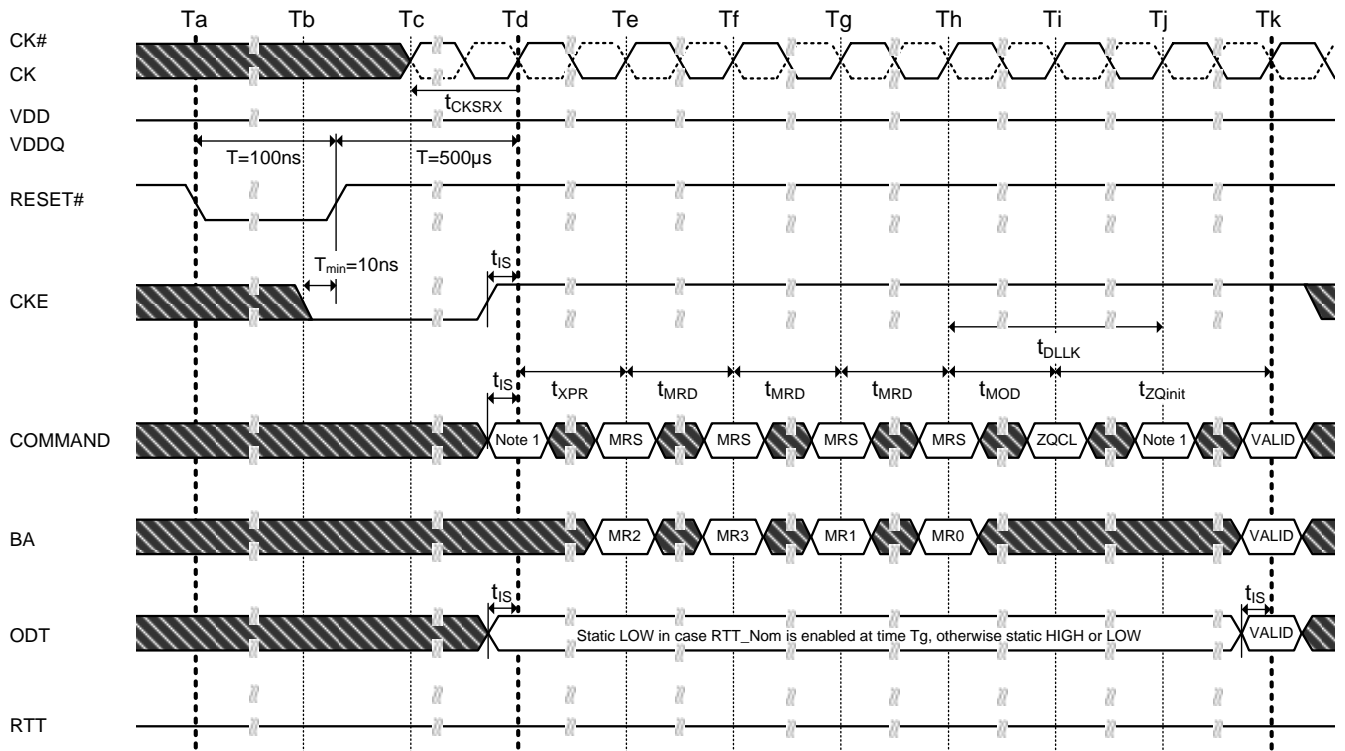 Ta Tb Tc Td Te Tf Tg Th Ti Tj Tk
CK#
CK
tCKSRX
VDD
VDDQ
T=100ns T=500µs
RESET#
Tmin=10ns tIS
CKE
tDLLK
tIS tXPR tMRD tMRD tMRD tMOD tZQinit
COMMAND Note 1 MRS MRS MRS MRS ZQCL Note 1 VALID
BA MR2 MR3 MR1 MR0 VALID
tIS tIS
ODT Static LOW in case RTT_Nom is enabled at time Tg, otherwise static HIGH or LOW VALID
RTT